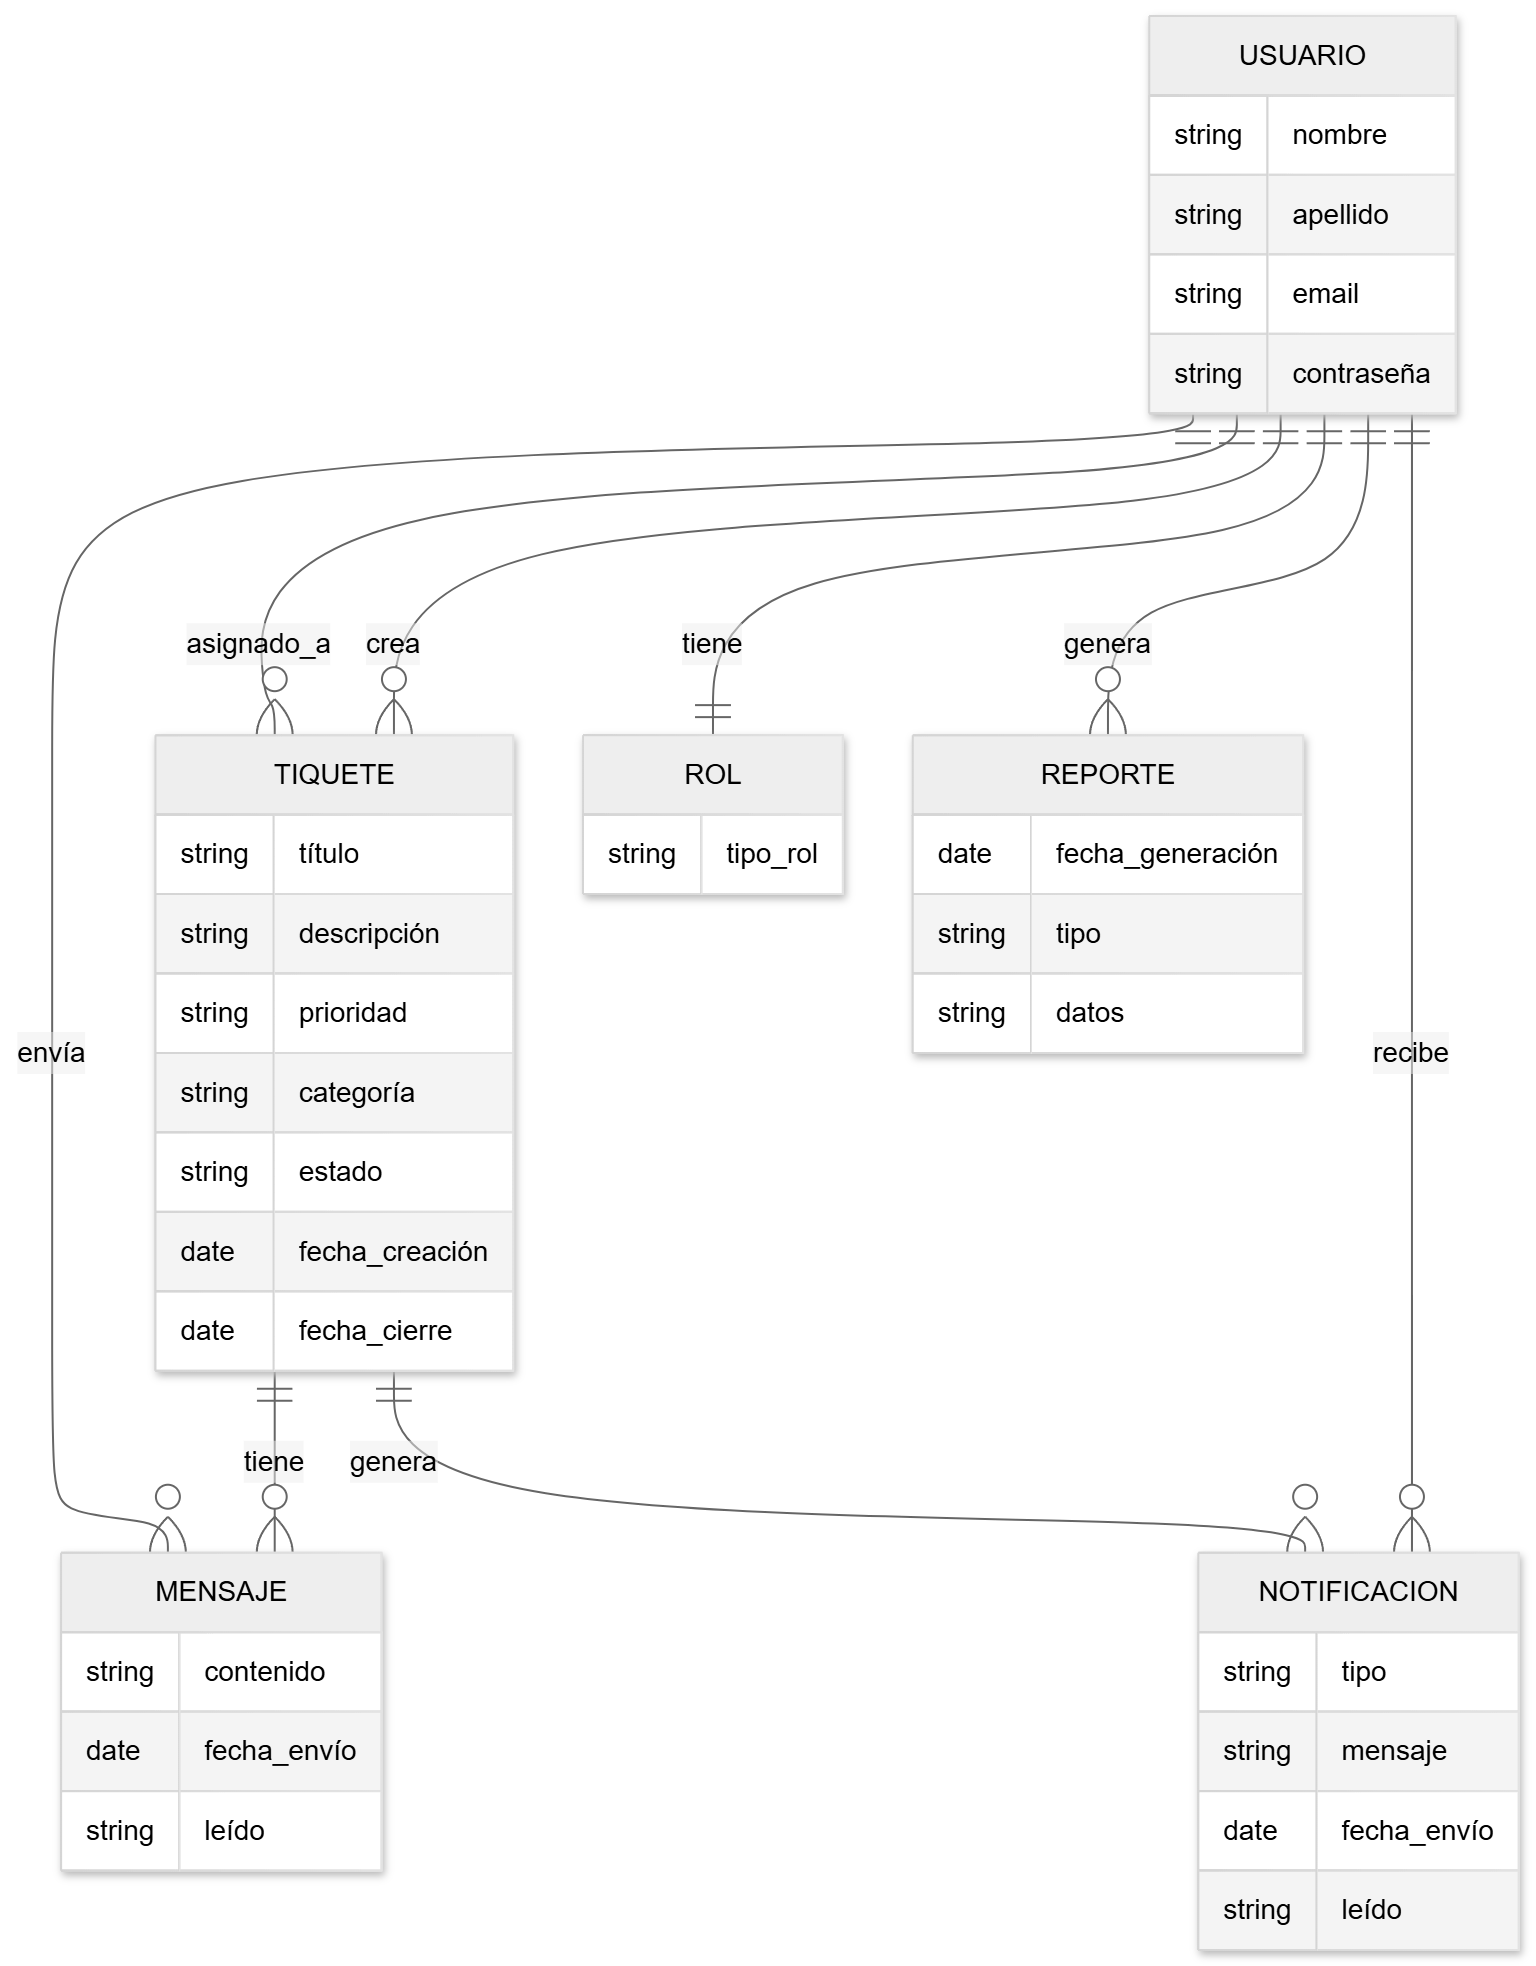 USUARIO
string nombre
string apellido
string email
string contraseña
asignado_a crea tiene genera
TIQUETE
string título
string descripción
string prioridad
string categoría
string estado
date fecha_creación
date fecha_cierre
ROL
string tipo_rol
REPORTE
date fecha_generación
string tipo
string datos
envía
recibe
tiene genera
MENSAJE
string contenido
date fecha_envío
string leído
NOTIFICACION
string tipo
string mensaje
date fecha_envío
string leído